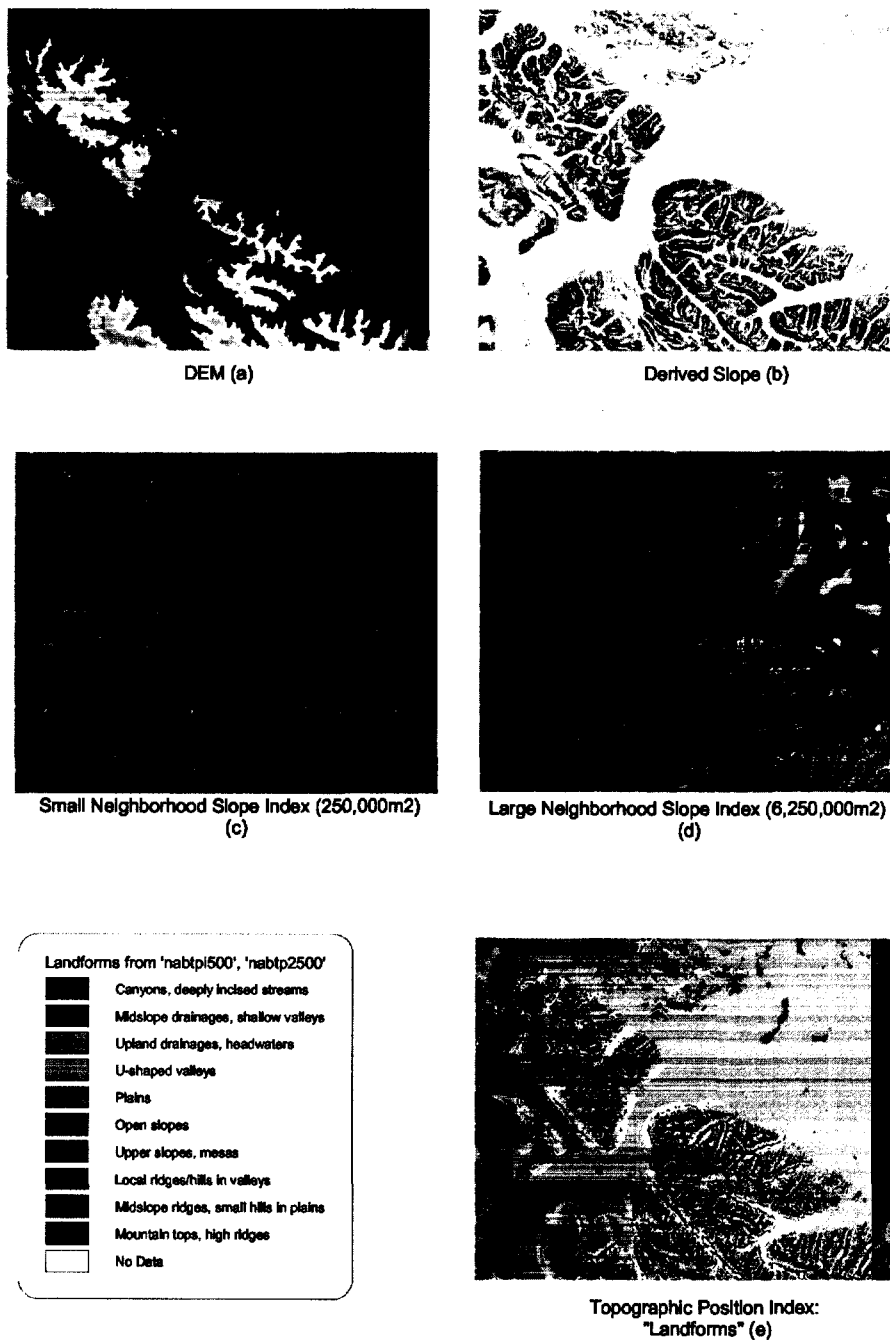 DEM (a)
Derived Slope (b)
Small Neighborhood Slope Index (250,000m2)
(c)
Large Neighborhood Slope Index (6,250,000m2)
(d)
Landforms from 'nabtpi500', 'nabtp2500'
Canyons, deeply incised streams
Midslope drainages, shallow valleys
Upland drainages, headwaters
U-shaped valleys
Plains
Open slopes
Upper slopes, mesas
Local ridges/hills in valleys
Midslope ridges, small hills in plains
Mountain tops, high ridges
No Data
Topographic Position Index:
"Landforms" (e)